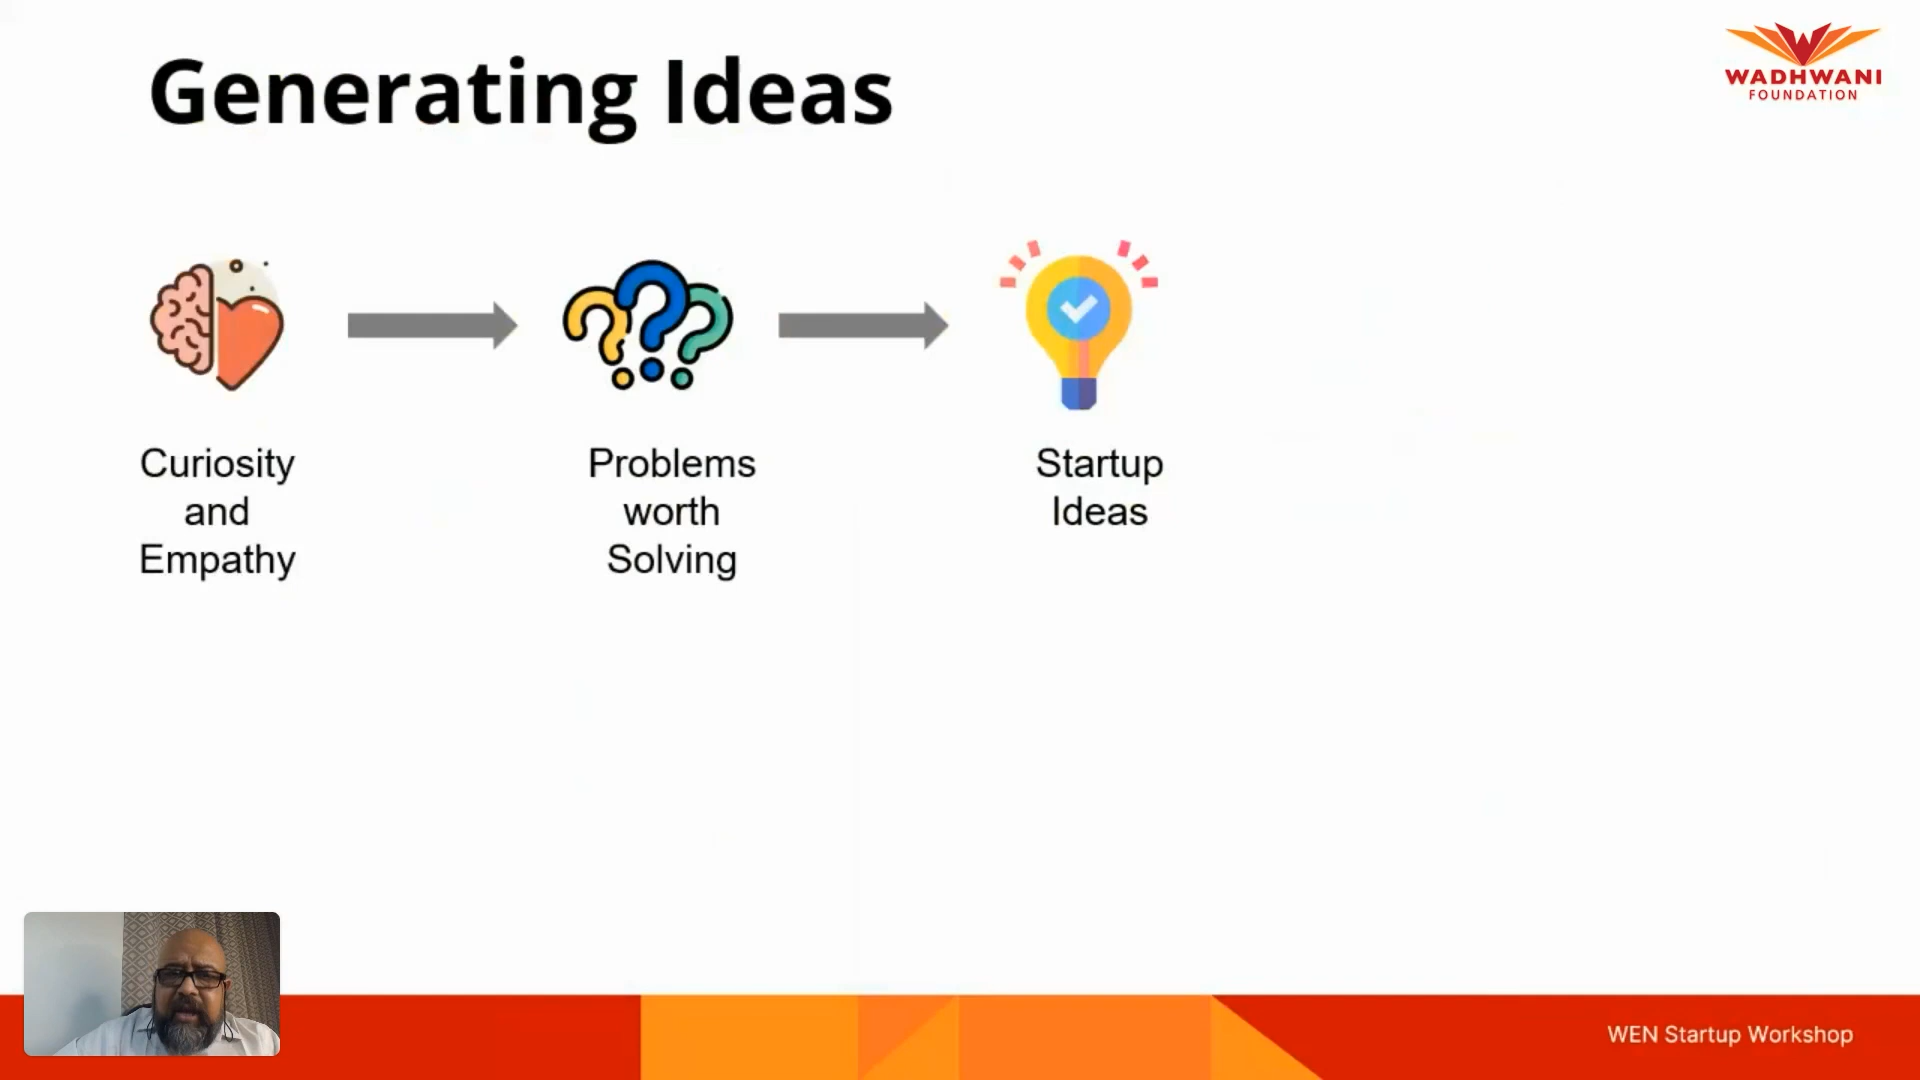 Generating Ideas
WADHWANI
FOUNDATION
Curiosity
and
Empathy
Problems
worth
Solving
Startup
Ideas
WEN Startup Workshop